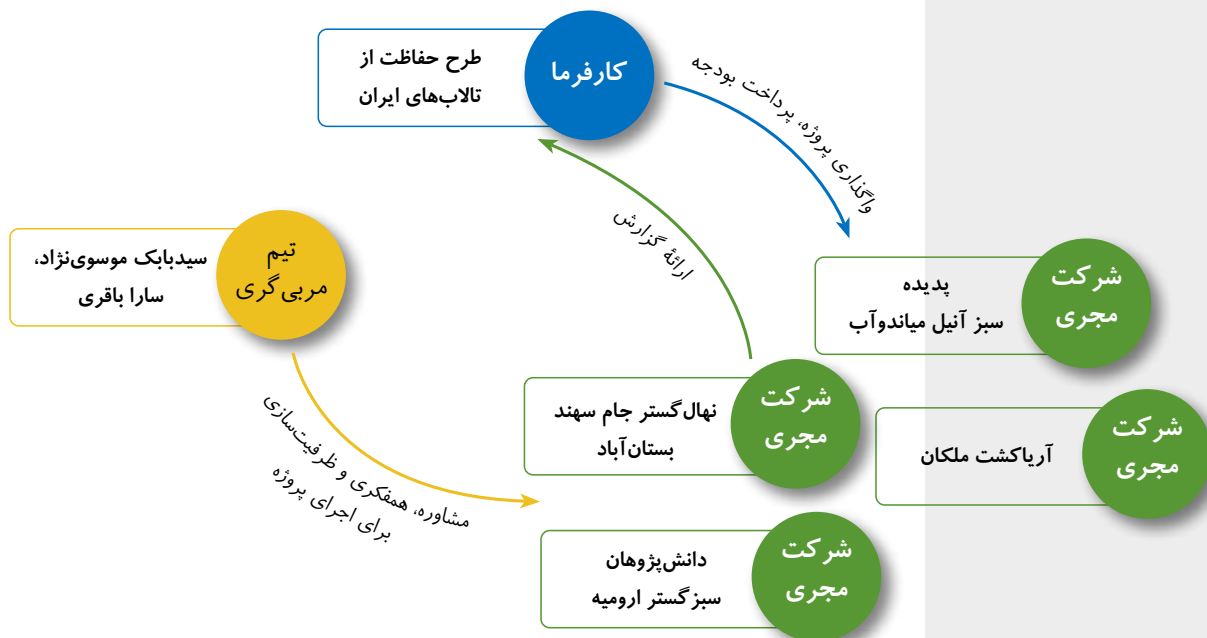 کارفرما
طرح حفاظت از
تالاب‌های ایران
واگذاری پروژه، پرداخت بودجه
ارائهٔ گزارش
تیم
مربی‌گری
سیدبابک موسوی‌نژاد،
سارا باقری
مشاوره، همفکری و ظرفیت‌سازی
برای اجرای پروژه
شرکت
مجری
پدیده
سبز آنیل میاندوآب
شرکت
مجری
نهال‌گستر جام سهند
بستان‌آباد
شرکت
مجری
آریاکشت ملکان
شرکت
مجری
دانش‌پژوهان
سبزگستر ارومیه